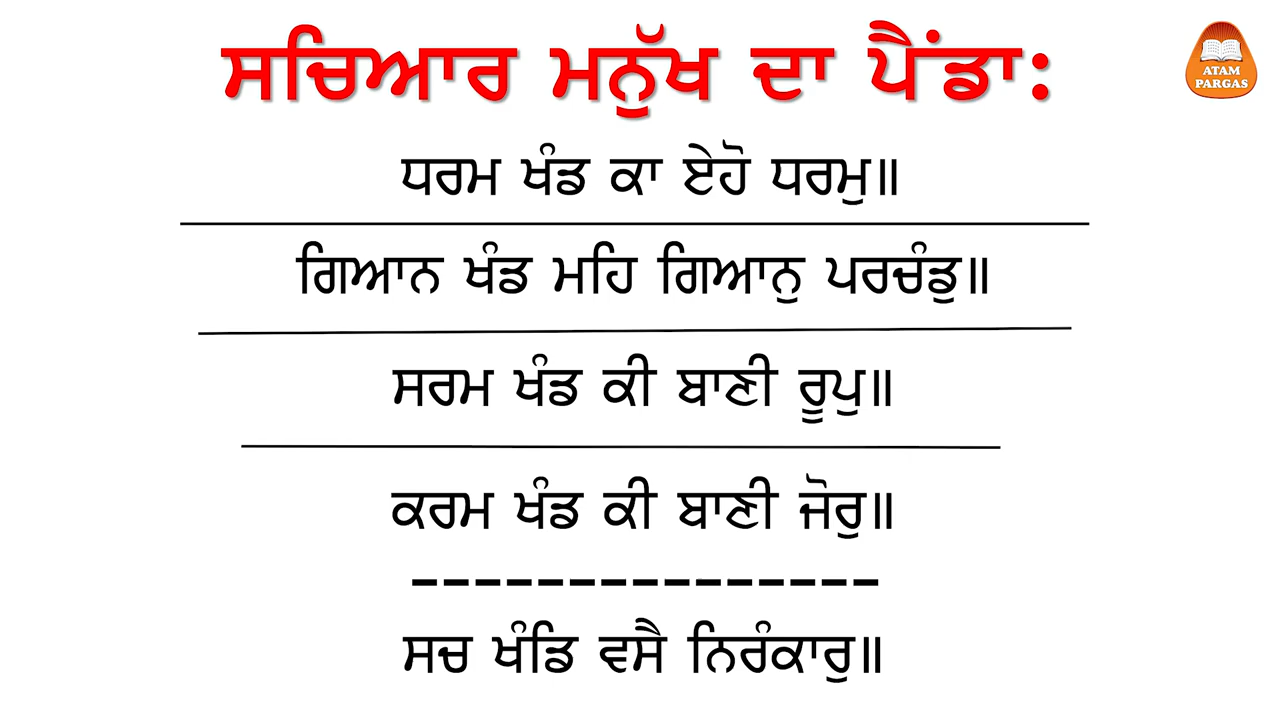 ਸਚਿਆਰ ਮਨੁੱਖ ਦਾ ਪੈਂਡਾ:
ATAM
PARGAS
ਧਰਮ ਖੰਡ ਕਾ ਏਹੋ ਧਰਮੁ॥
ਗਿਆਨ ਖੰਡ ਮਹਿ ਗਿਆਨੁ ਪਰਚੰਡੁ॥
ਸਰਮ ਖੰਡ ਕੀ ਬਾਣੀ ਰੂਪੁ॥
ਕਰਮ ਖੰਡ ਕੀ ਬਾਣੀ ਜੋਰੁ॥
ਸਚ ਖੰਡਿ ਵਸੈ ਨਿਰੰਕਾਰੁ॥